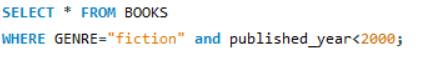 SELECT * FROM BOOKS
WHERE GENRE="fiction" and published_year<2000;